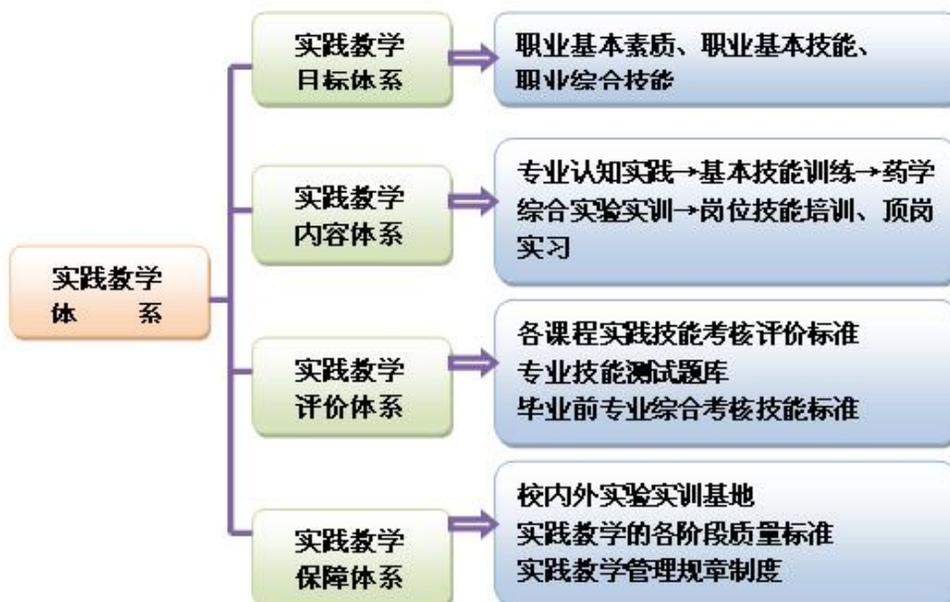 实践教学
体 系
实践教学
目标体系
职业基本素质、职业基本技能、
职业综合技能
实践教学
内容体系
专业认知实践→基本技能训练→药学
综合实验实训→岗位技能培训、顶岗
实习
实践教学
评价体系
各课程实践技能考核评价标准
专业技能测试题库
毕业前专业综合考核技能标准
实践教学
保障体系
校内外实验实训基地
实践教学的各阶段质量标准
实践教学管理规章制度